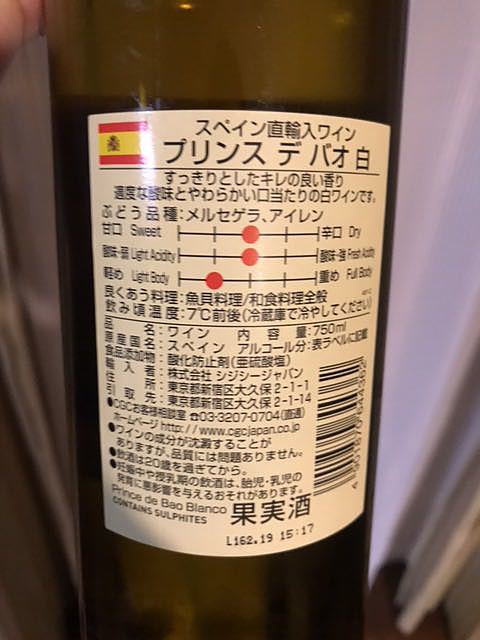 スペイン直輸入ワイン
プリンス デ バオ 白
すっきりとしたキレの良い香り
適度な酸味とやわらかい口当たりの白ワインです。
ぶどう品種:メルセゲラ、アイレン
甘口 Sweet 辛口 Dry
酸味・弱 Light Acidity 酸味・強 Fresh Acidity
軽め Light Body 重め Full Body
良くあう料理:魚貝料理/和食料理全般
飲み頃温度:7℃前後(冷蔵庫で冷やしてください)
品名:ワイン 内容量:750ml
原産国名:スペイン アルコール分:表ラベルに記載
食品添加物:酸化防止剤(亜硫酸塩)
輸入者:株式会社 シジシージャパン
住所:東京都新宿区大久保2-1-1
引取先:東京都新宿区大久保2-1-14
●CGCお客様相談室 ☎03-3207-0704(直通)
ホームページ http://www.cgcjapan.co.jp
●ワインの成分が沈澱することが
ありますが、品質には問題ありません。
●飲酒は20歳を過ぎてから。
●妊娠中や授乳期の飲酒は、胎児・乳児の
発育に悪影響を与えるおそれがあります。
Prince de Bao Blanco
CONTAINS SULPHITES
果実酒
L162.19 15:17